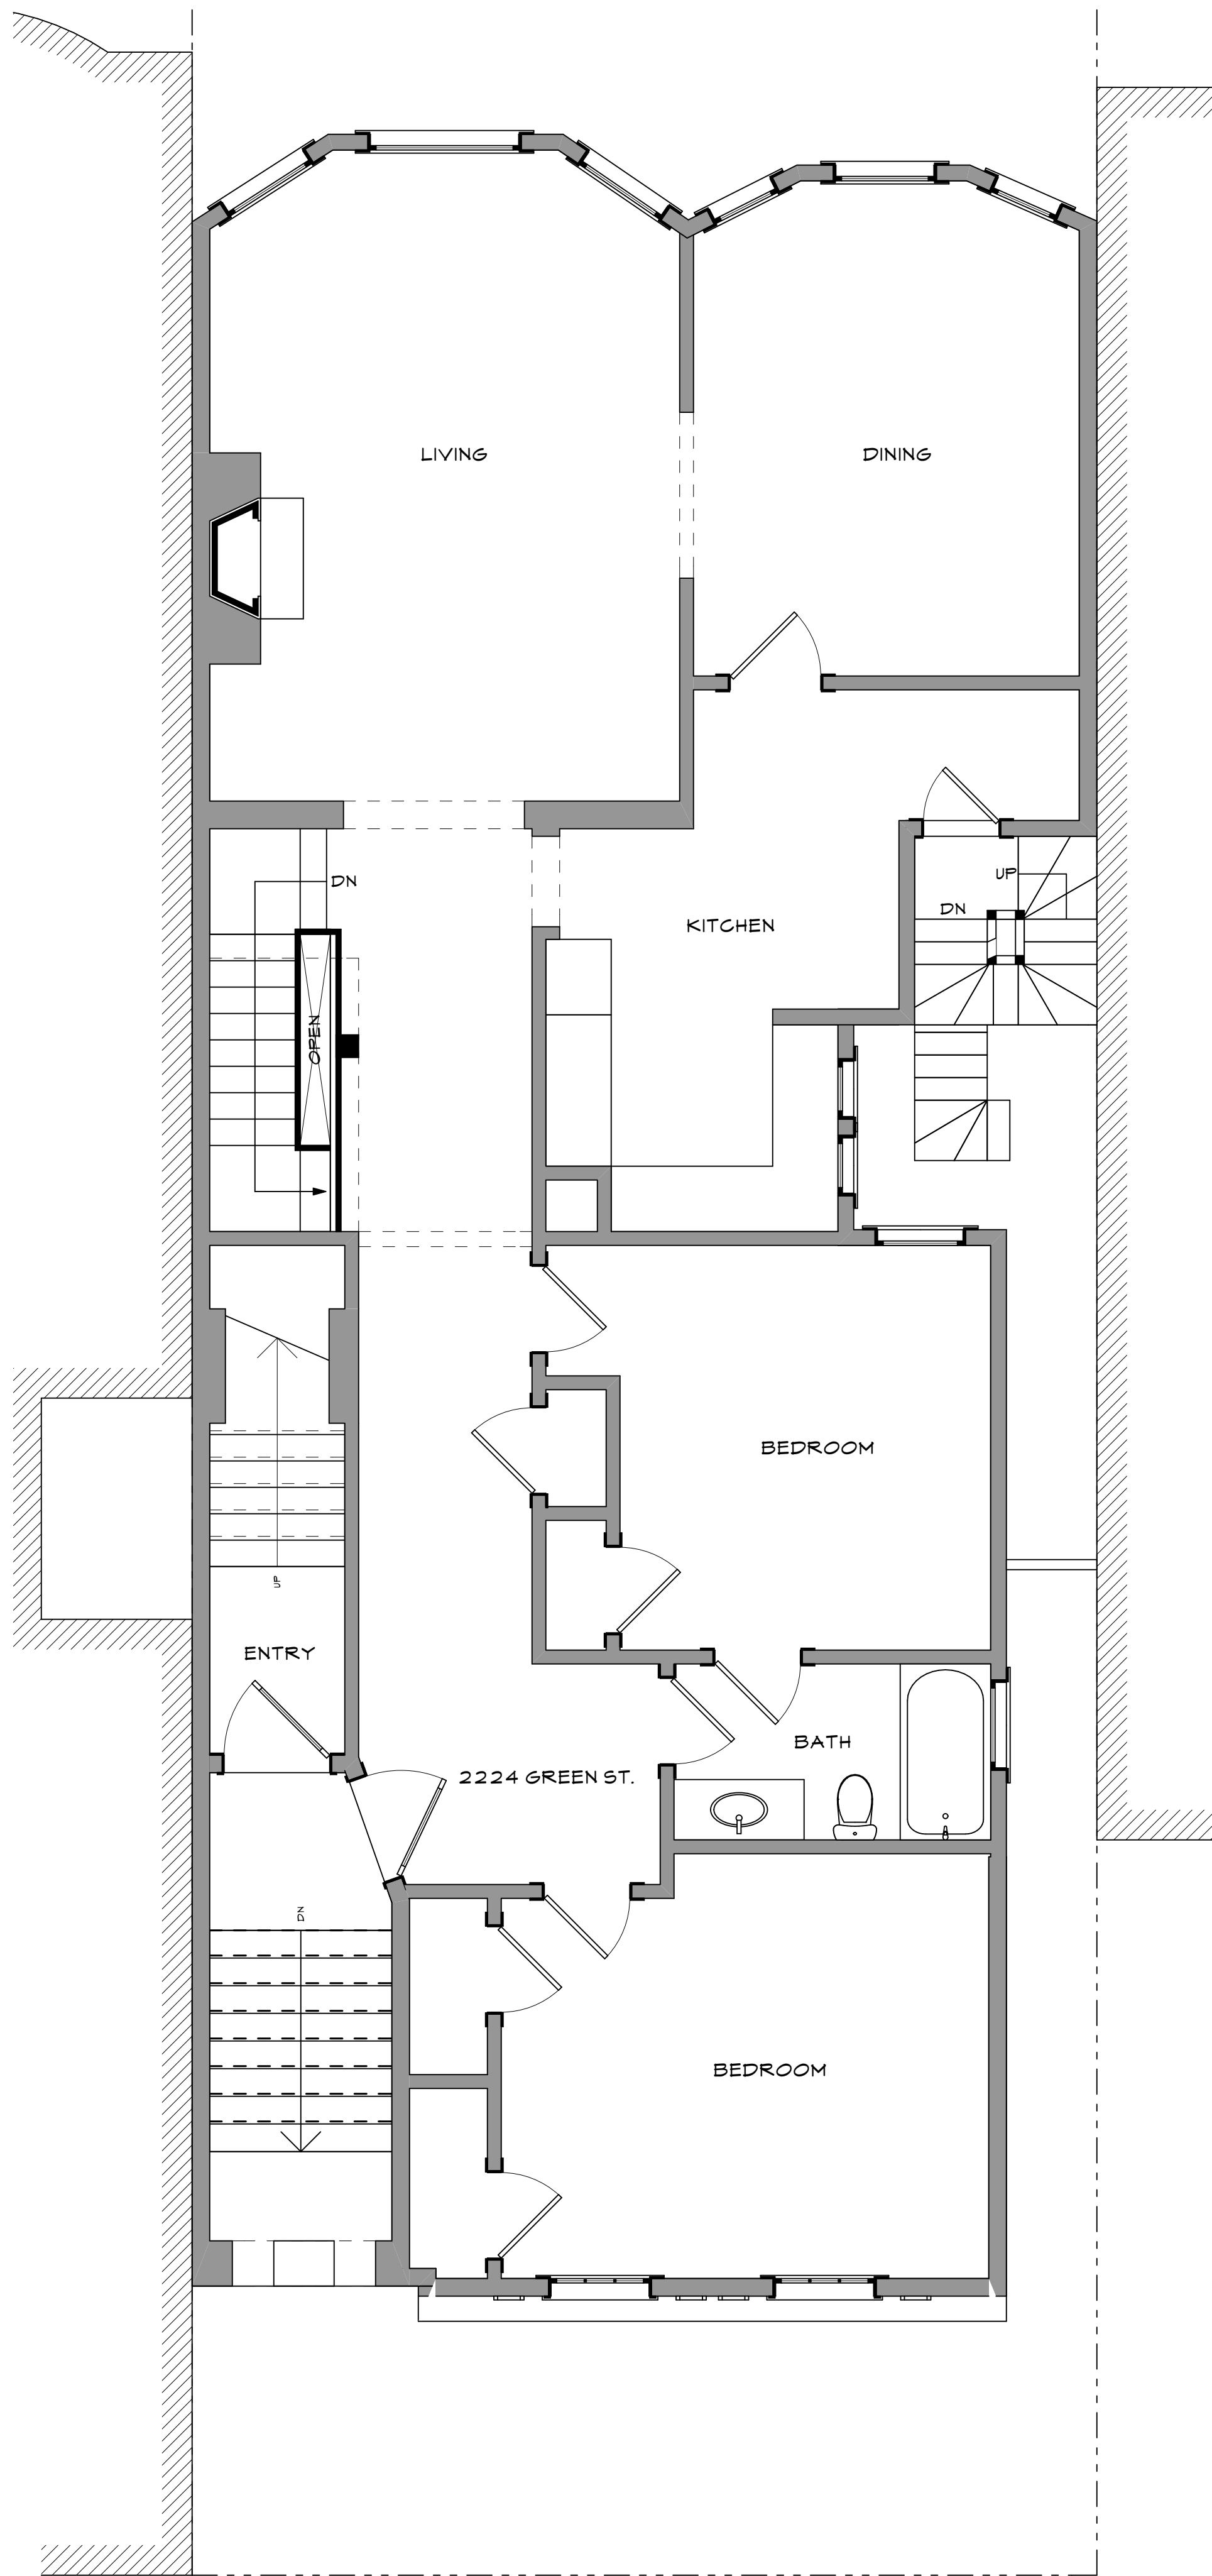 LIVING
DINING
DN
UP
DN
KITCHEN
OPEN
BEDROOM
UP
ENTRY
BATH
2224 GREEN ST.
DN
BEDROOM